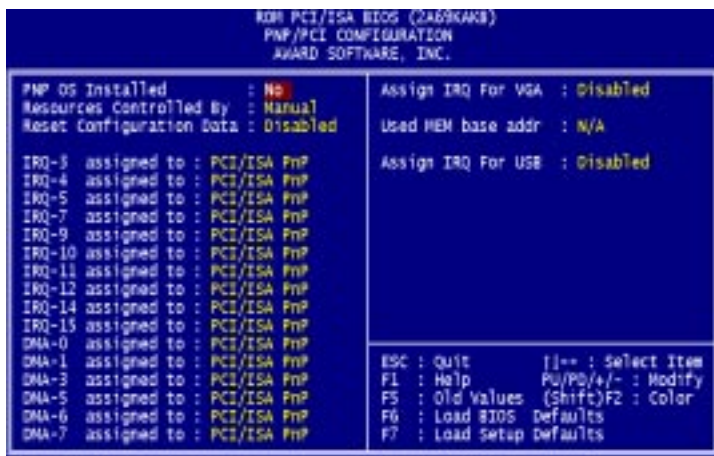 ROM PCI/ISA BIOS (2A69KAKB)
PNP/PCI CONFIGURATION
AWARD SOFTWARE, INC.
PNP OS Installed : No
Resources Controlled By : Manual
Reset Configuration Data : Disabled
IRQ-3 assigned to : PCI/ISA PnP
IRQ-4 assigned to : PCI/ISA PnP
IRQ-5 assigned to : PCI/ISA PnP
IRQ-7 assigned to : PCI/ISA PnP
IRQ-9 assigned to : PCI/ISA PnP
IRQ-10 assigned to : PCI/ISA PnP
IRQ-11 assigned to : PCI/ISA PnP
IRQ-12 assigned to : PCI/ISA PnP
IRQ-14 assigned to : PCI/ISA PnP
IRQ-15 assigned to : PCI/ISA PnP
DMA-0 assigned to : PCI/ISA PnP
DMA-1 assigned to : PCI/ISA PnP
DMA-3 assigned to : PCI/ISA PnP
DMA-5 assigned to : PCI/ISA PnP
DMA-6 assigned to : PCI/ISA PnP
DMA-7 assigned to : PCI/ISA PnP
Assign IRQ For VGA : Disabled
Used MEM base addr : N/A
Assign IRQ For USB : Disabled
ESC : Quit : Select Item
F1 : Help PU/PD/+/- : Modify
F5 : Old Values (Shift)F2 : Color
F6 : Load BIOS Defaults
F7 : Load Setup Defaults